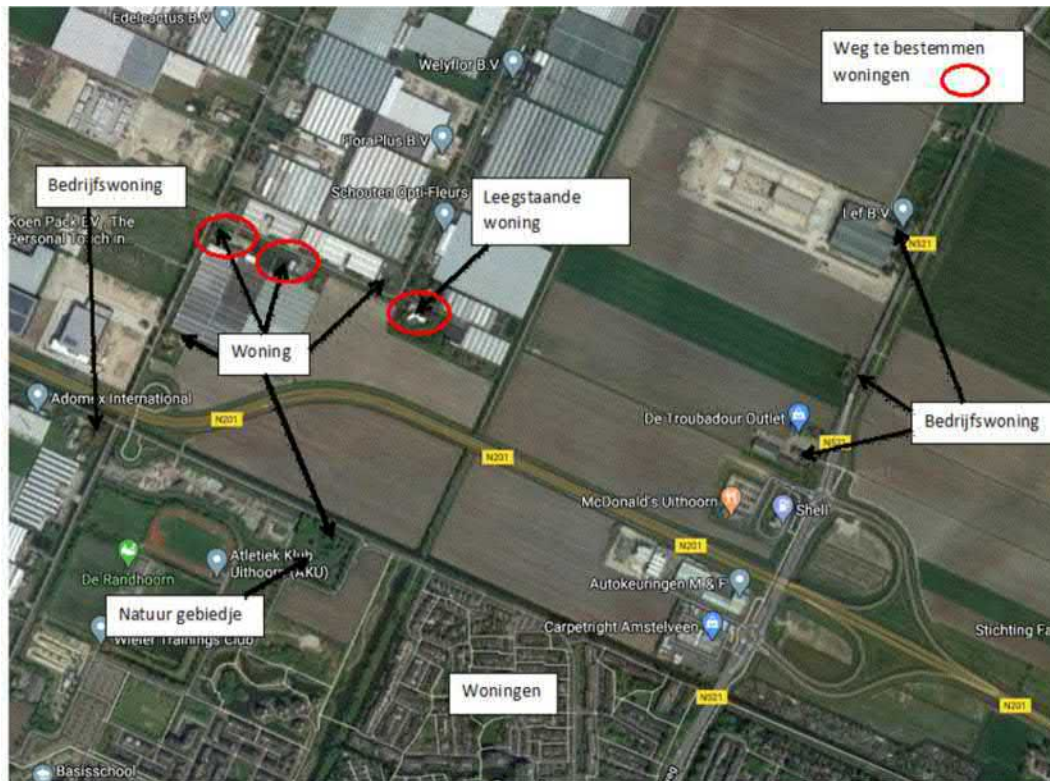 Edelcactus B.V
Welyflor B.V
Weg te bestemmen
woningen
FloraPlus B.V
Bedrijfswoning
Schouten Opti-Fleurs
Leegstaande
woning
Koen Pack BV, The
Personal Touch in...
Lef B.V
N521
Woning
Adomex International
N201
De Troubadour Outlet
Bedrijfswoning
N521
N201
McDonald's Uithoorn
Shell
Atletiek Klub
Uithoorn (AKU)
De Randhoorn
N201
Autokeuringen M & F
Natuur gebiedje
Wieler Trainings Club
Carpetright Amstelveen
Stichting Fa
Woningen
N521
N201
Basisschool
weg